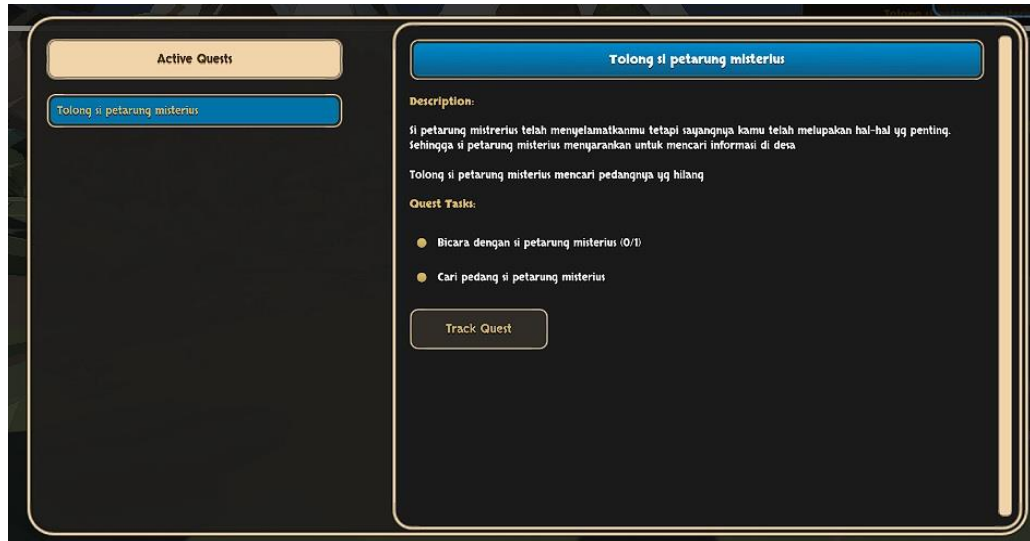 Active Quests
Tolong si petarung misterius
Tolong si petarung misterius
Description:
Si petarung mistrerius telah menyelamatkanmu tetapi sayangnya kamu telah melupakan hal-hal yg penting.
Sehingga si petarung misterius menyarankan untuk mencari informasi di desa
Tolong si petarung misterius mencari pedangnya yg hilang
Quest Tasks:
Bicara dengan si petarung misterius (0/1)
Cari pedang si petarung misterius
Track Quest